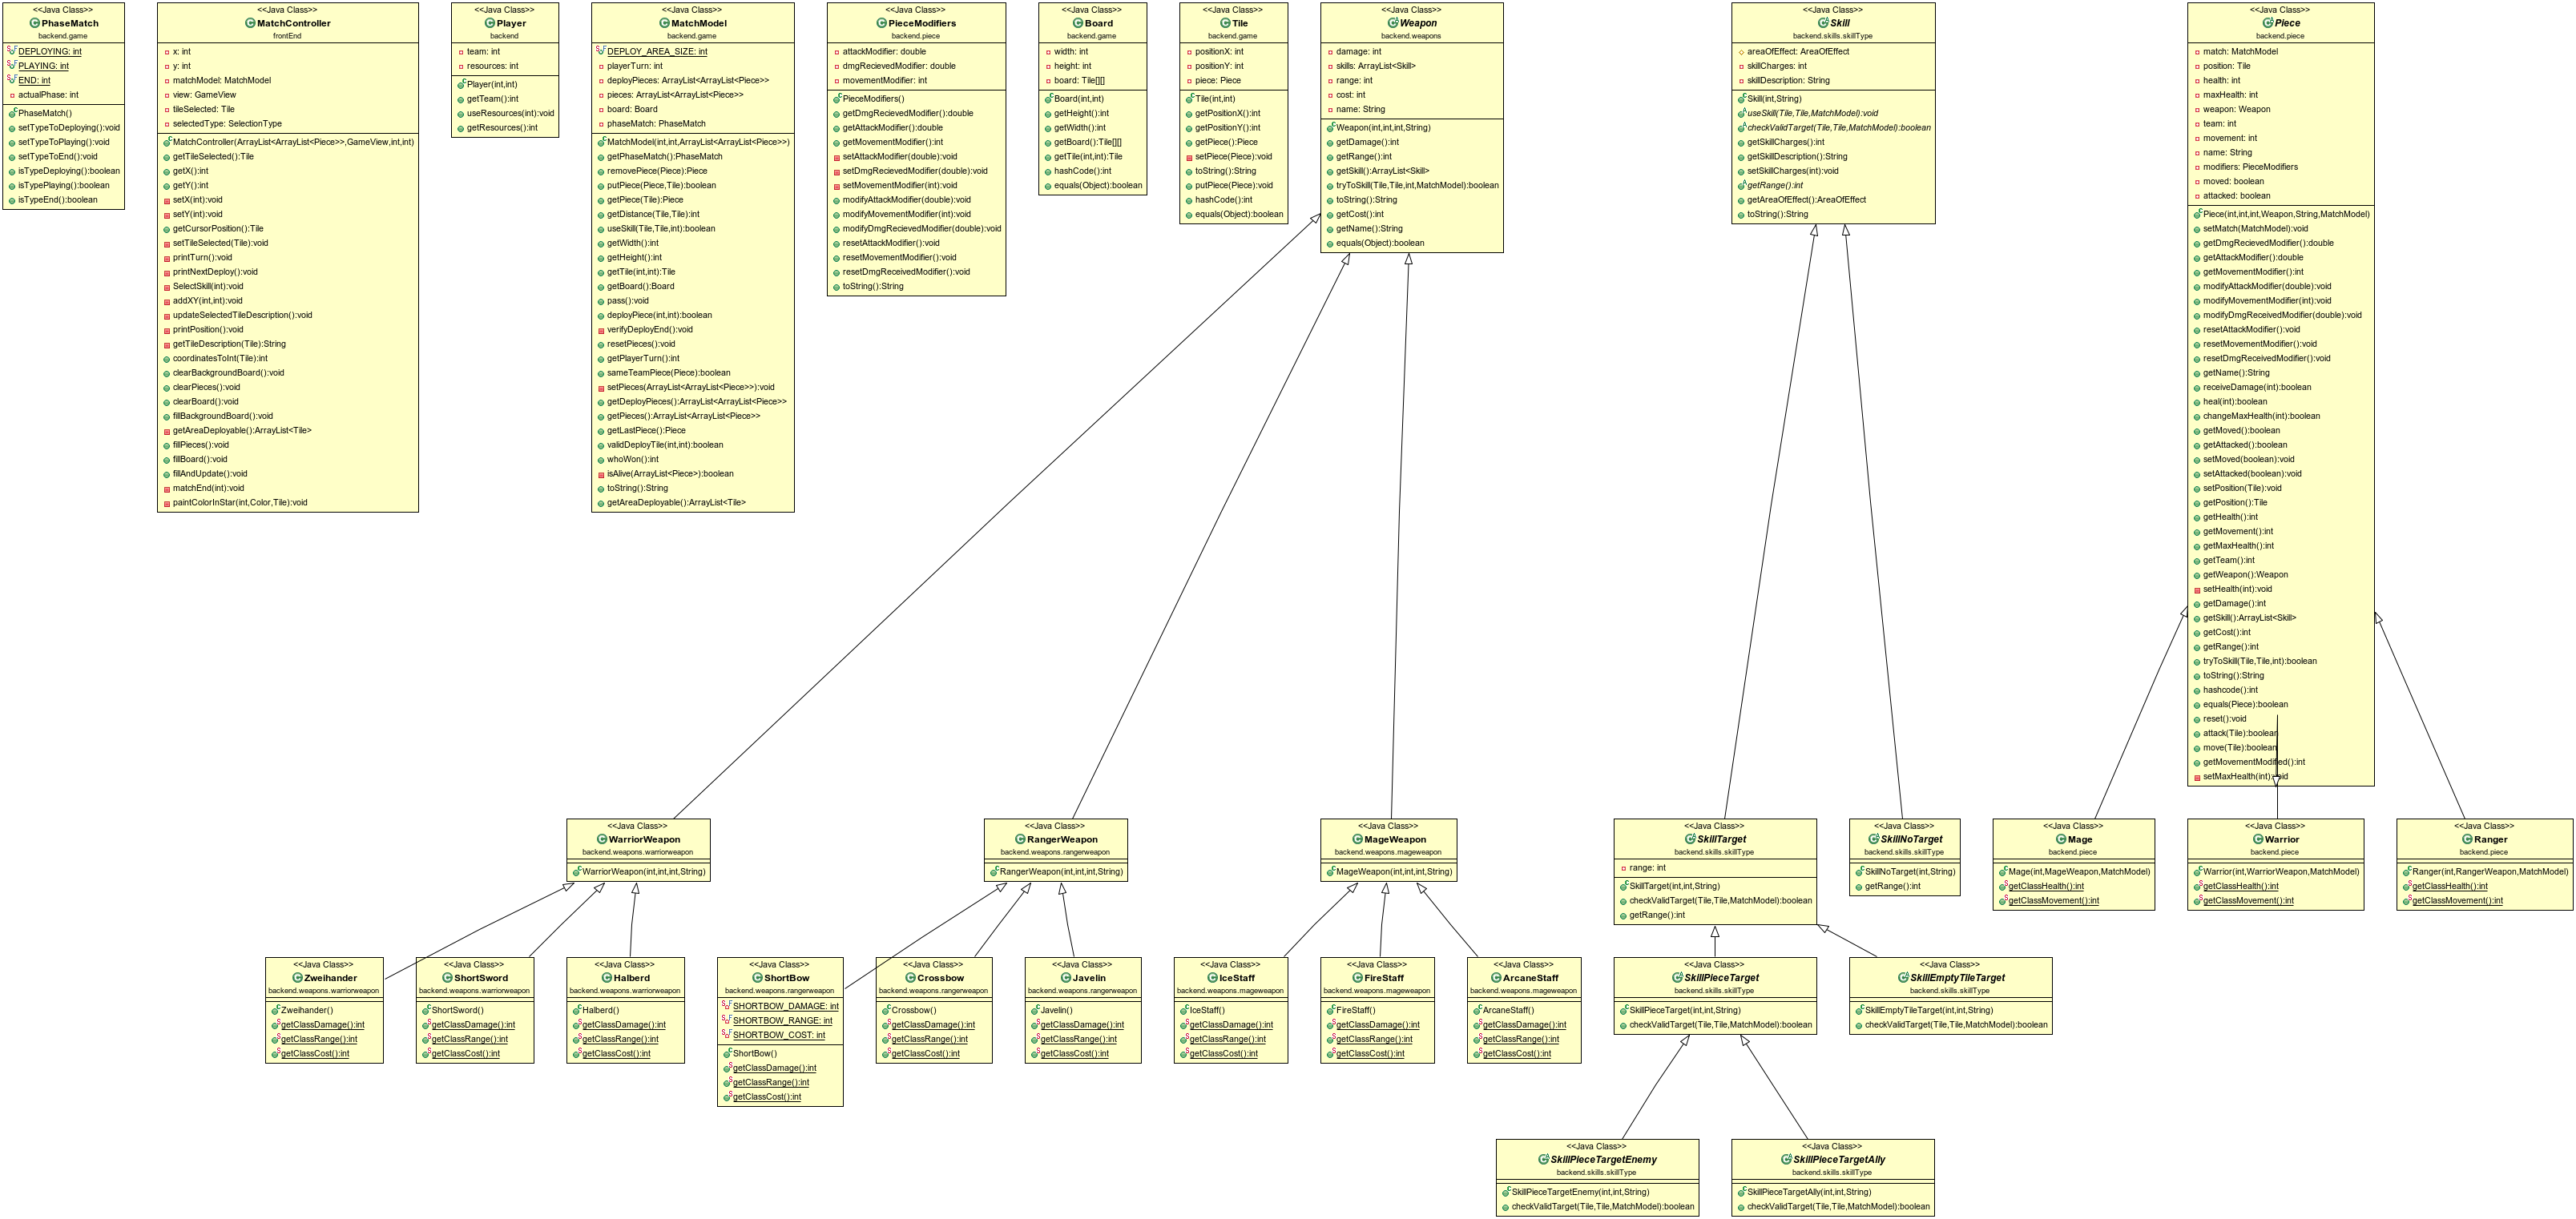 <<Java Class>>
PhaseMatch
backend.game
DEPLOYING: int
PLAYING: int
END: int
actualPhase: int
PhaseMatch()
setTypeToDeploying():void
setTypeToPlaying():void
setTypeToEnd():void
isTypeDeploying():boolean
isTypePlaying():boolean
isTypeEnd():boolean
<<Java Class>>
MatchController
frontEnd
x: int
y: int
matchModel: MatchModel
view: GameView
tileSelected: Tile
selectedType: SelectionType
MatchController(ArrayList<ArrayList<Piece>>,GameView,int,int)
getTileSelected():Tile
getX():int
getY():int
setX(int):void
setY(int):void
getCursorPosition():Tile
setTileSelected(Tile):void
printTurn():void
printNextDeploy():void
SelectSkill(int):void
addXY(int,int):void
updateSelectedTileDescription():void
printPosition():void
getTileDescription(Tile):String
coordinatesToInt(Tile):int
clearBackgroundBoard():void
clearPieces():void
clearBoard():void
fillBackgroundBoard():void
getAreaDeployable():ArrayList<Tile>
fillPieces():void
fillBoard():void
fillAndUpdate():void
matchEnd(int):void
paintColorInStar(int,Color,Tile):void
<<Java Class>>
Player
backend
team: int
resources: int
Player(int,int)
getTeam():int
useResources(int):void
getResources():int
<<Java Class>>
MatchModel
backend.game
DEPLOY_AREA_SIZE: int
playerTurn: int
deployPieces: ArrayList<ArrayList<Piece>>
pieces: ArrayList<ArrayList<Piece>>
board: Board
phaseMatch: PhaseMatch
MatchModel(int,int,ArrayList<ArrayList<Piece>>)
getPhaseMatch():PhaseMatch
removePiece(Piece):Piece
putPiece(Piece,Tile):boolean
getPiece(Tile):Piece
getDistance(Tile,Tile):int
useSkill(Tile,Tile,int):boolean
getWidth():int
getHeight():int
getTile(int,int):Tile
getBoard():Board
pass():void
deployPiece(int,int):boolean
verifyDeployEnd():void
resetPieces():void
getPlayerTurn():int
sameTeamPiece(Piece):boolean
setPieces(ArrayList<ArrayList<Piece>>):void
getDeployPieces():ArrayList<ArrayList<Piece>>
getPieces():ArrayList<ArrayList<Piece>>
getLastPiece():Piece
validDeployTile(int,int):boolean
whoWon():int
isAlive(ArrayList<Piece>):boolean
toString():String
getAreaDeployable():ArrayList<Tile>
<<Java Class>>
PieceModifiers
backend.piece
attackModifier: double
dmgRecievedModifier: double
movementModifier: int
PieceModifiers()
getDmgRecievedModifier():double
getAttackModifier():double
getMovementModifier():int
setAttackModifier(double):void
setDmgRecievedModifier(double):void
setMovementModifier(int):void
modifyAttackModifier(double):void
modifyMovementModifier(int):void
modifyDmgRecievedModifier(double):void
resetAttackModifier():void
resetMovementModifier():void
resetDmgReceivedModifier():void
toString():String
<<Java Class>>
Board
backend.game
width: int
height: int
board: Tile[][]
Board(int,int)
getHeight():int
getWidth():int
getBoard():Tile[][]
getTile(int,int):Tile
hashCode():int
equals(Object):boolean
<<Java Class>>
Tile
backend.game
positionX: int
positionY: int
piece: Piece
Tile(int,int)
getPositionX():int
getPositionY():int
getPiece():Piece
setPiece(Piece):void
toString():String
putPiece(Piece):void
hashCode():int
equals(Object):boolean
<<Java Class>>
Weapon
backend.weapons
damage: int
skills: ArrayList<Skill>
range: int
cost: int
name: String
Weapon(int,int,int,String)
getDamage():int
getRange():int
getSkill():ArrayList<Skill>
tryToSkill(Tile,Tile,int,MatchModel):boolean
toString():String
getCost():int
getName():String
equals(Object):boolean
<<Java Class>>
Skill
backend.skills.skillType
areaOfEffect: AreaOfEffect
skillCharges: int
skillDescription: String
Skill(int,String)
useSkill(Tile,Tile,MatchModel):void
checkValidTarget(Tile,Tile,MatchModel):boolean
getSkillCharges():int
getSkillDescription():String
setSkillCharges(int):void
getRange():int
getAreaOfEffect():AreaOfEffect
toString():String
<<Java Class>>
Piece
backend.piece
match: MatchModel
position: Tile
health: int
maxHealth: int
weapon: Weapon
team: int
movement: int
name: String
modifiers: PieceModifiers
moved: boolean
attacked: boolean
Piece(int,int,int,Weapon,String,MatchModel)
setMatch(MatchModel):void
getDmgRecievedModifier():double
getAttackModifier():double
getMovementModifier():int
modifyAttackModifier(double):void
modifyMovementModifier(int):void
modifyDmgReceivedModifier(double):void
resetAttackModifier():void
resetMovementModifier():void
resetDmgReceivedModifier():void
getName():String
receiveDamage(int):boolean
heal(int):boolean
changeMaxHealth(int):boolean
getMoved():boolean
getAttacked():boolean
setMoved(boolean):void
setAttacked(boolean):void
setPosition(Tile):void
getPosition():Tile
getHealth():int
getMovement():int
getMaxHealth():int
getTeam():int
getWeapon():Weapon
setHealth(int):void
getDamage():int
getSkill():ArrayList<Skill>
getCost():int
getRange():int
tryToSkill(Tile,Tile,int):boolean
toString():String
hashcode():int
equals(Piece):boolean
reset():void
attack(Tile):boolean
move(Tile):boolean
getMovementModified():int
setMaxHealth(int):void
<<Java Class>>
WarriorWeapon
backend.weapons.warriorweapon
WarriorWeapon(int,int,int,String)
<<Java Class>>
RangerWeapon
backend.weapons.rangerweapon
RangerWeapon(int,int,int,String)
<<Java Class>>
MageWeapon
backend.weapons.mageweapon
MageWeapon(int,int,int,String)
<<Java Class>>
SkillTarget
backend.skills.skillType
range: int
SkillTarget(int,int,String)
checkValidTarget(Tile,Tile,MatchModel):boolean
getRange():int
<<Java Class>>
SkillNoTarget
backend.skills.skillType
SkillNoTarget(int,String)
getRange():int
<<Java Class>>
Mage
backend.piece
Mage(int,MageWeapon,MatchModel)
getClassHealth():int
getClassMovement():int
<<Java Class>>
Warrior
backend.piece
Warrior(int,WarriorWeapon,MatchModel)
getClassHealth():int
getClassMovement():int
<<Java Class>>
Ranger
backend.piece
Ranger(int,RangerWeapon,MatchModel)
getClassHealth():int
getClassMovement():int
<<Java Class>>
Zweihander
backend.weapons.warriorweapon
Zweihander()
getClassDamage():int
getClassRange():int
getClassCost():int
<<Java Class>>
ShortSword
backend.weapons.warriorweapon
ShortSword()
getClassDamage():int
getClassRange():int
getClassCost():int
<<Java Class>>
Halberd
backend.weapons.warriorweapon
Halberd()
getClassDamage():int
getClassRange():int
getClassCost():int
<<Java Class>>
ShortBow
backend.weapons.rangerweapon
SHORTBOW_DAMAGE: int
SHORTBOW_RANGE: int
SHORTBOW_COST: int
ShortBow()
getClassDamage():int
getClassRange():int
getClassCost():int
<<Java Class>>
Crossbow
backend.weapons.rangerweapon
Crossbow()
getClassDamage():int
getClassRange():int
getClassCost():int
<<Java Class>>
Javelin
backend.weapons.rangerweapon
Javelin()
getClassDamage():int
getClassRange():int
getClassCost():int
<<Java Class>>
IceStaff
backend.weapons.mageweapon
IceStaff()
getClassDamage():int
getClassRange():int
getClassCost():int
<<Java Class>>
FireStaff
backend.weapons.mageweapon
FireStaff()
getClassDamage():int
getClassRange():int
getClassCost():int
<<Java Class>>
ArcaneStaff
backend.weapons.mageweapon
ArcaneStaff()
getClassDamage():int
getClassRange():int
getClassCost():int
<<Java Class>>
SkillPieceTarget
backend.skills.skillType
SkillPieceTarget(int,int,String)
checkValidTarget(Tile,Tile,MatchModel):boolean
<<Java Class>>
SkillEmptyTileTarget
backend.skills.skillType
SkillEmptyTileTarget(int,int,String)
checkValidTarget(Tile,Tile,MatchModel):boolean
<<Java Class>>
SkillPieceTargetEnemy
backend.skills.skillType
SkillPieceTargetEnemy(int,int,String)
checkValidTarget(Tile,Tile,MatchModel):boolean
<<Java Class>>
SkillPieceTargetAlly
backend.skills.skillType
SkillPieceTargetAlly(int,int,String)
checkValidTarget(Tile,Tile,MatchModel):boolean